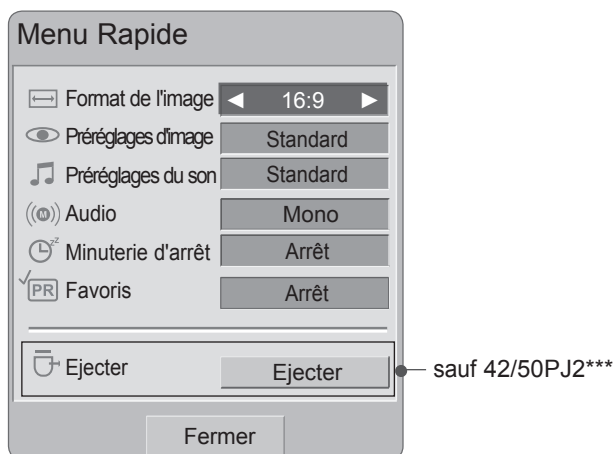 Menu Rapide
Format de l'image ◄ 16:9 ►
Préréglages d'image Standard
Préréglages du son Standard
((M)) Audio Mono
zz Minuterie d'arrêt Arrêt
PR Favoris Arrêt
Ejecter Ejecter sauf 42/50PJ2***
Fermer